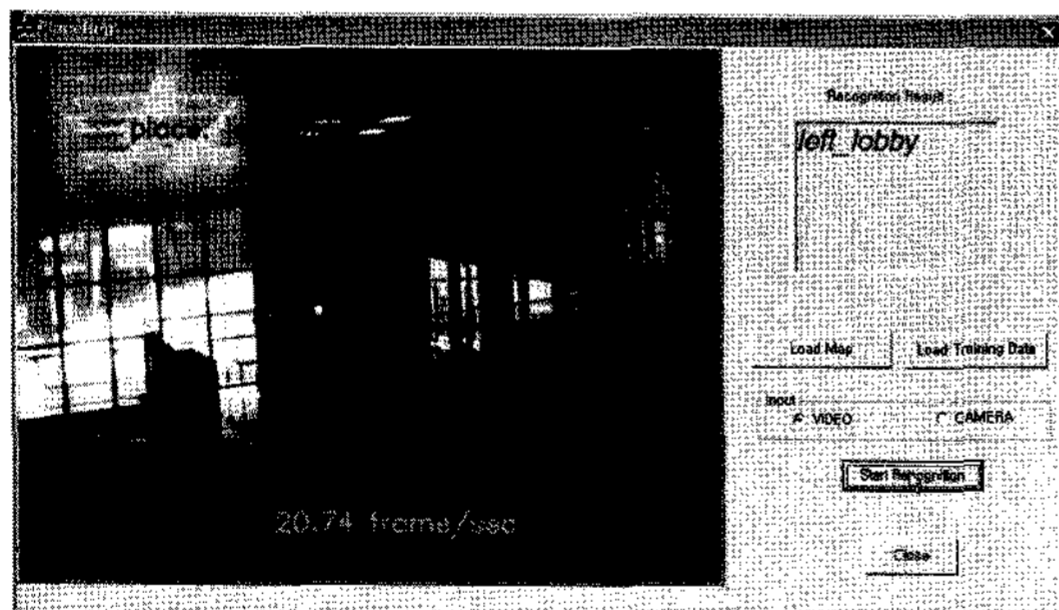 place
20.74 frame/sec
Recognition Result
left_lobby
Load Map
Load Training Data
Input
VIDEO
CAMERA
Start Recognition
Close